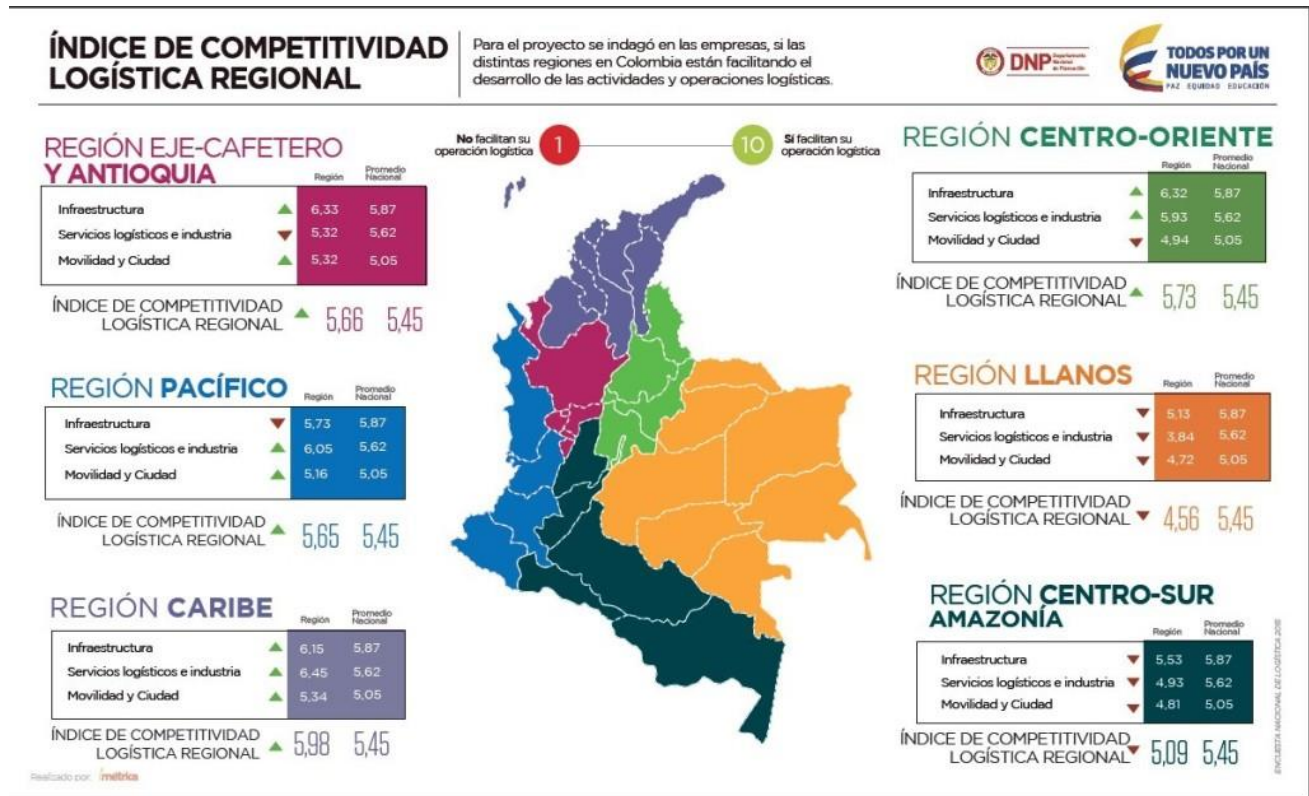 ÍNDICE DE COMPETITIVIDAD
LOGÍSTICA REGIONAL
Para el proyecto se indagó en las empresas, si las
distintas regiones en Colombia están facilitando el
desarrollo de las actividades y operaciones logísticas.
DNP Departamento
Nacional
de Planeación
TODOS POR UN
NUEVO PAÍS
PAZ EQUIDAD EDUCACIÓN
No facilitan su
operación logística
1
10
Sí facilitan su
operación logística
REGIÓN EJE-CAFETERO
Y ANTIOQUIA
Región Promedio
Nacional
Infraestructura 6,33 5,87
Servicios logísticos e industria 5,32 5,62
Movilidad y Ciudad 5,32 5,05
ÍNDICE DE COMPETITIVIDAD
LOGÍSTICA REGIONAL 5,66 5,45
REGIÓN PACÍFICO
Región Promedio
Nacional
Infraestructura 5,73 5,87
Servicios logísticos e industria 6,05 5,62
Movilidad y Ciudad 5,16 5,05
ÍNDICE DE COMPETITIVIDAD
LOGÍSTICA REGIONAL 5,65 5,45
REGIÓN CARIBE
Región Promedio
Nacional
Infraestructura 6,15 5,87
Servicios logísticos e industria 6,45 5,62
Movilidad y Ciudad 5,34 5,05
ÍNDICE DE COMPETITIVIDAD
LOGÍSTICA REGIONAL 5,98 5,45
Realizado por: métrica
REGIÓN CENTRO-ORIENTE
Región Promedio
Nacional
Infraestructura 6,32 5,87
Servicios logísticos e industria 5,93 5,62
Movilidad y Ciudad 4,94 5,05
ÍNDICE DE COMPETITIVIDAD
LOGÍSTICA REGIONAL 5,73 5,45
REGIÓN LLANOS
Región Promedio
Nacional
Infraestructura 5,13 5,87
Servicios logísticos e industria 3,84 5,62
Movilidad y Ciudad 4,72 5,05
ÍNDICE DE COMPETITIVIDAD
LOGÍSTICA REGIONAL 4,56 5,45
REGIÓN CENTRO-SUR
AMAZONÍA
Región Promedio
Nacional
Infraestructura 5,53 5,87
Servicios logísticos e industria 4,93 5,62
Movilidad y Ciudad 4,81 5,05
ÍNDICE DE COMPETITIVIDAD
LOGÍSTICA REGIONAL 5,09 5,45
ENCUESTA NACIONAL DE LOGÍSTICA